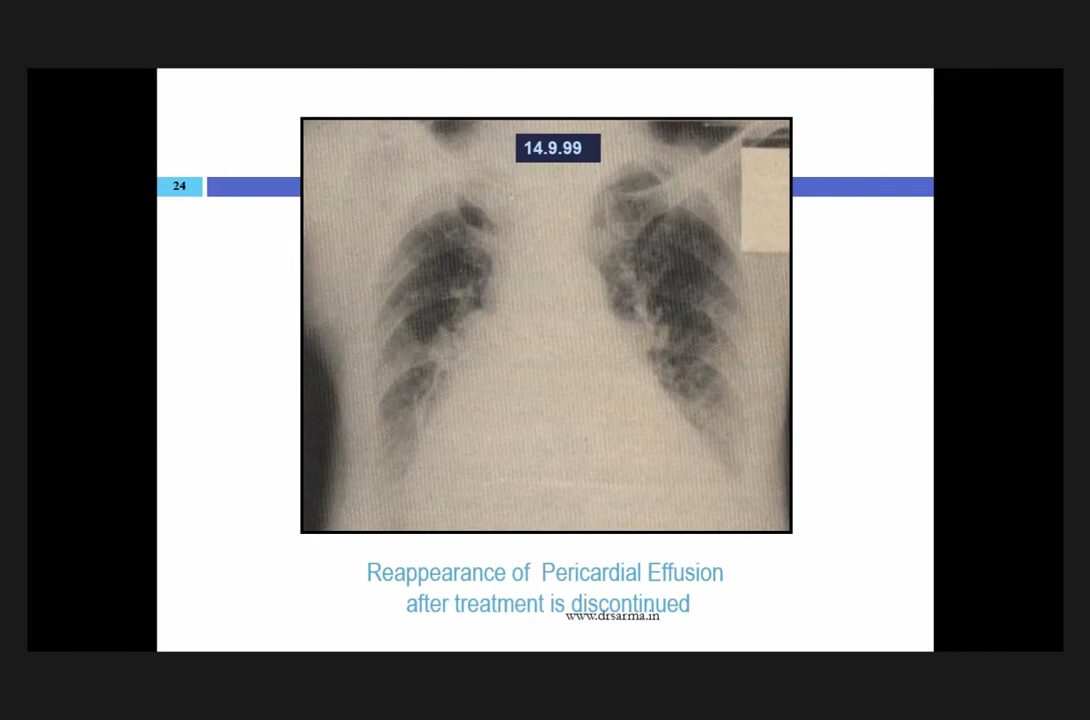 14.9.99
24
Reappearance of Pericardial Effusion
after treatment is discontinued
www.drsarma.in